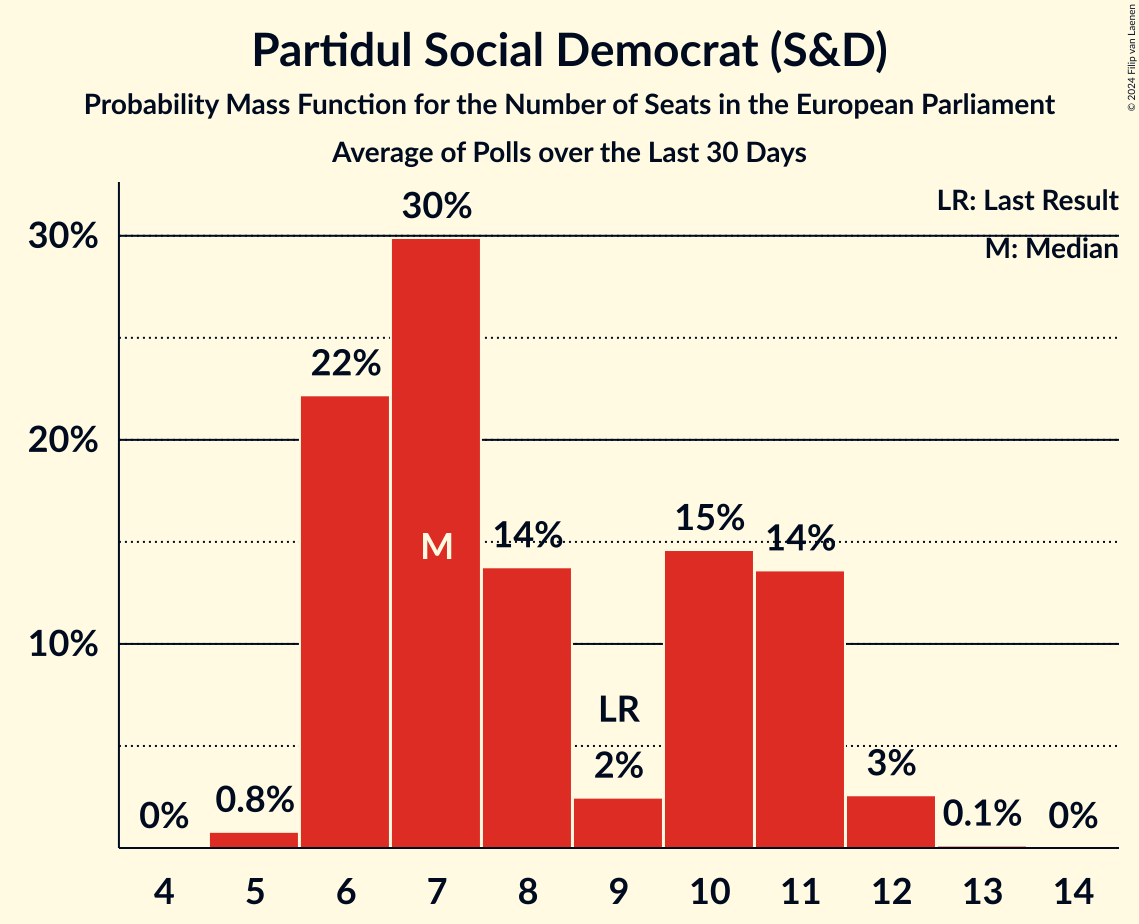 Partidul Social Democrat (S&D)
Probability Mass Function for the Number of Seats in the European Parliament
Average of Polls over the Last 30 Days
© 2024 Filip van Laenen
LR: Last Result
M: Median
30%
20%
10%
0%
0.8%
22%
30%
M
14%
LR
2%
15%
14%
3%
0.1%
0%
4 5 6 7 8 9 10 11 12 13 14